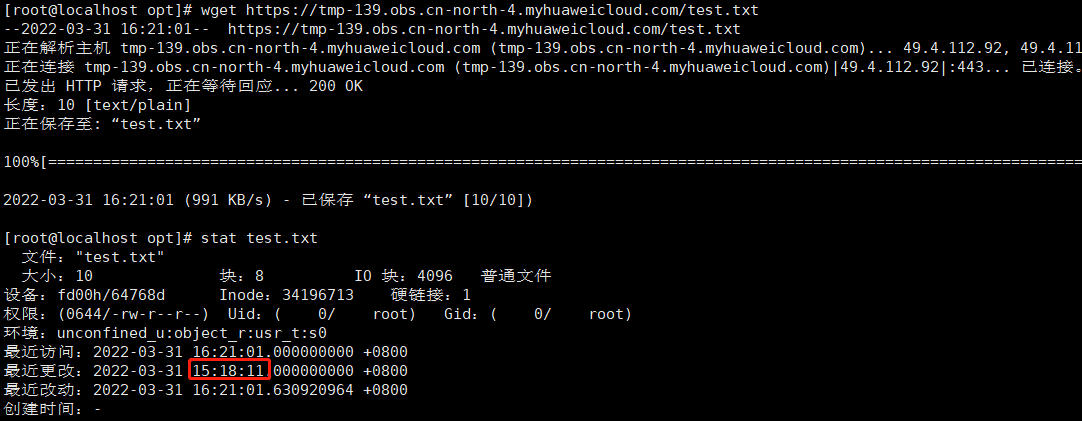 [root@localhost opt]# wget https://tmp-139.obs.cn-north-4.myhuaweicloud.com/test.txt
--2022-03-31 16:21:01--  https://tmp-139.obs.cn-north-4.myhuaweicloud.com/test.txt
正在解析主机 tmp-139.obs.cn-north-4.myhuaweicloud.com (tmp-139.obs.cn-north-4.myhuaweicloud.com)... 49.4.112.92, 49.4.11
正在连接 tmp-139.obs.cn-north-4.myhuaweicloud.com (tmp-139.obs.cn-north-4.myhuaweicloud.com)|49.4.112.92|:443... 已连接。
已发出 HTTP 请求，正在等待回应... 200 OK
长度：10 [text/plain]
正在保存至: “test.txt”
100%[======================================================================================================================
2022-03-31 16:21:01 (991 KB/s) - 已保存 “test.txt” [10/10])
[root@localhost opt]# stat test.txt
文件："test.txt"
大小：10 块：8 IO 块：4096 普通文件
设备：fd00h/64768d Inode：34196713 硬链接：1
权限：(0644/-rw-r--r--) Uid：( 0/ root) Gid：( 0/ root)
环境：unconfined_u:object_r:usr_t:s0
最近访问：2022-03-31 16:21:01.000000000 +0800
最近更改：2022-03-31 15:18:11.000000000 +0800
最近改动：2022-03-31 16:21:01.630920964 +0800
创建时间：-